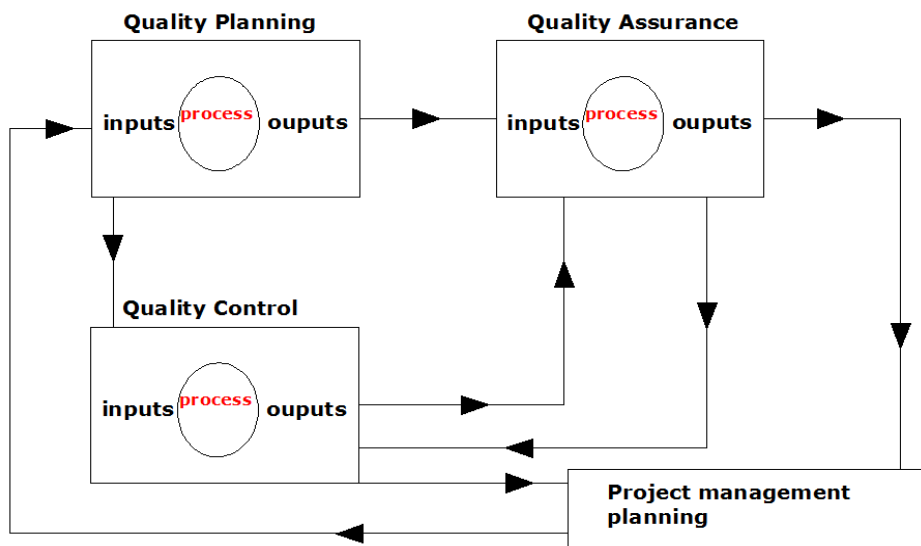 Quality Planning
Quality Assurance
inputs process ouputs
inputs process ouputs
Quality Control
inputs process ouputs
Project management
planning